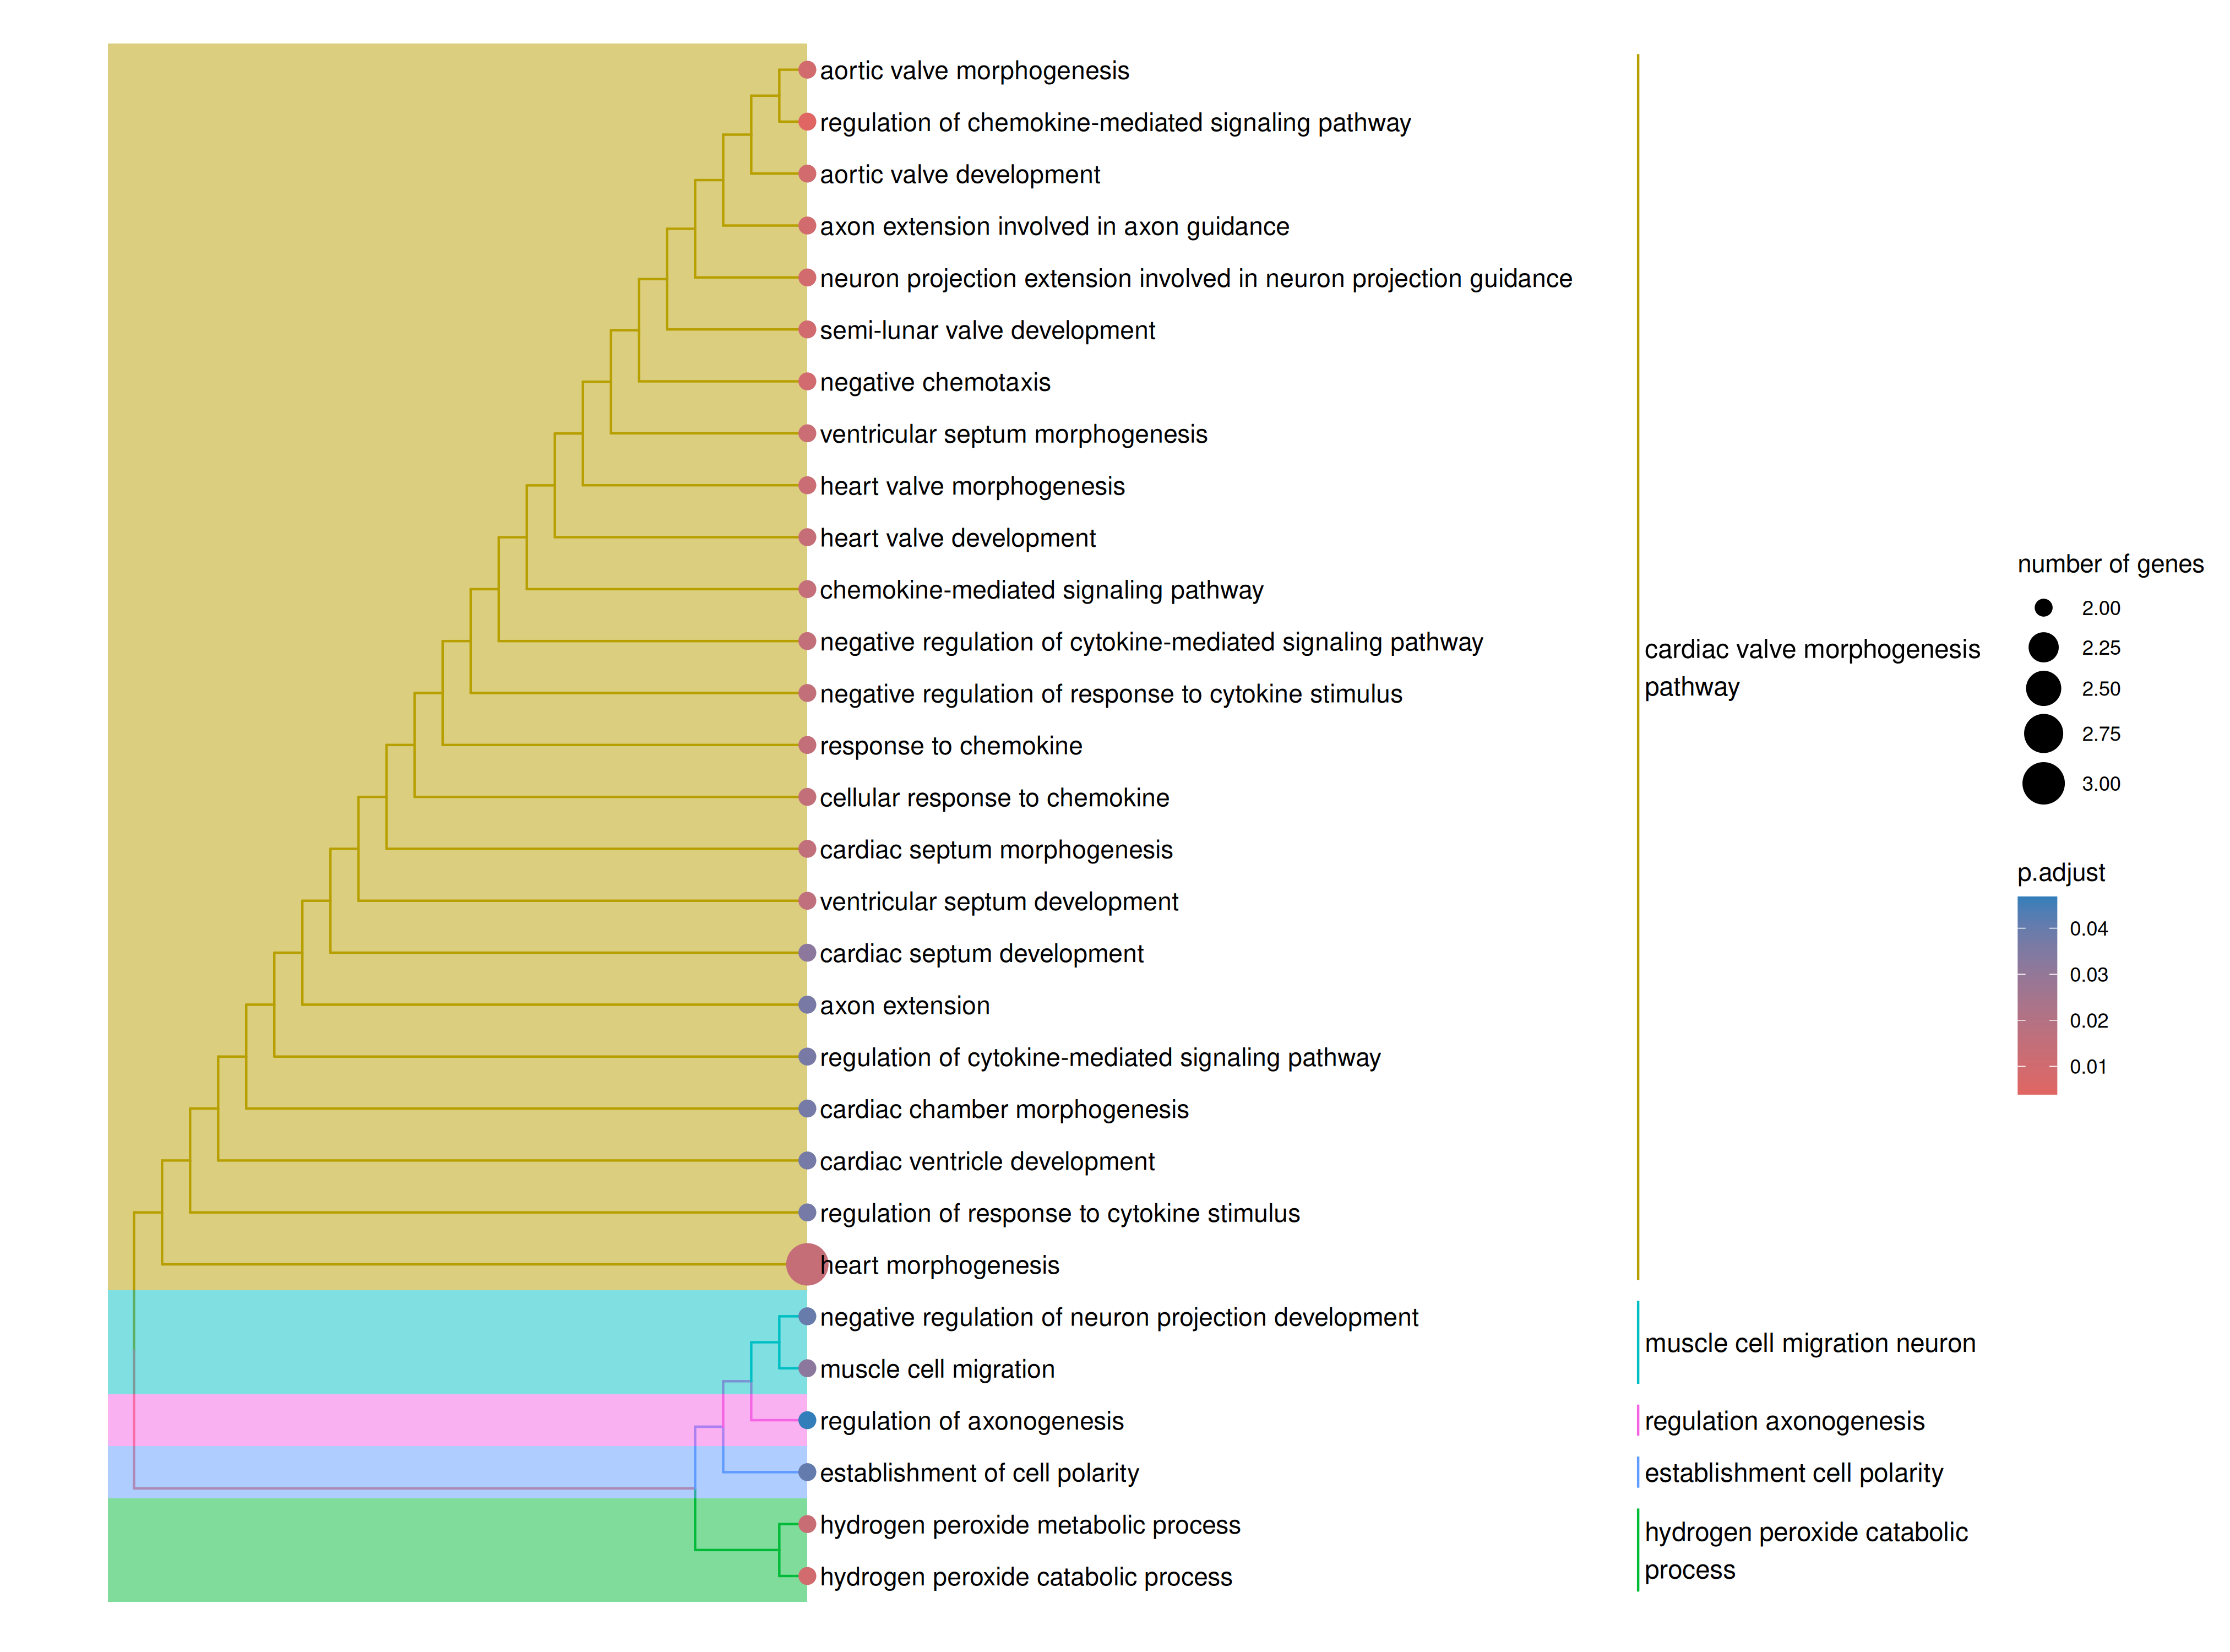 aortic valve morphogenesis
regulation of chemokine-mediated signaling pathway
aortic valve development
axon extension involved in axon guidance
neuron projection extension involved in neuron projection guidance
semi-lunar valve development
negative chemotaxis
ventricular septum morphogenesis
heart valve morphogenesis
heart valve development
chemokine-mediated signaling pathway
negative regulation of cytokine-mediated signaling pathway
negative regulation of response to cytokine stimulus
response to chemokine
cellular response to chemokine
cardiac septum morphogenesis
ventricular septum development
cardiac septum development
axon extension
regulation of cytokine-mediated signaling pathway
cardiac chamber morphogenesis
cardiac ventricle development
regulation of response to cytokine stimulus
heart morphogenesis
negative regulation of neuron projection development
muscle cell migration
regulation of axonogenesis
establishment of cell polarity
hydrogen peroxide metabolic process
hydrogen peroxide catabolic process
cardiac valve morphogenesis
pathway
muscle cell migration neuron
regulation axonogenesis
establishment cell polarity
hydrogen peroxide catabolic
process
number of genes
2.00
2.25
2.50
2.75
3.00
p.adjust
0.04
0.03
0.02
0.01